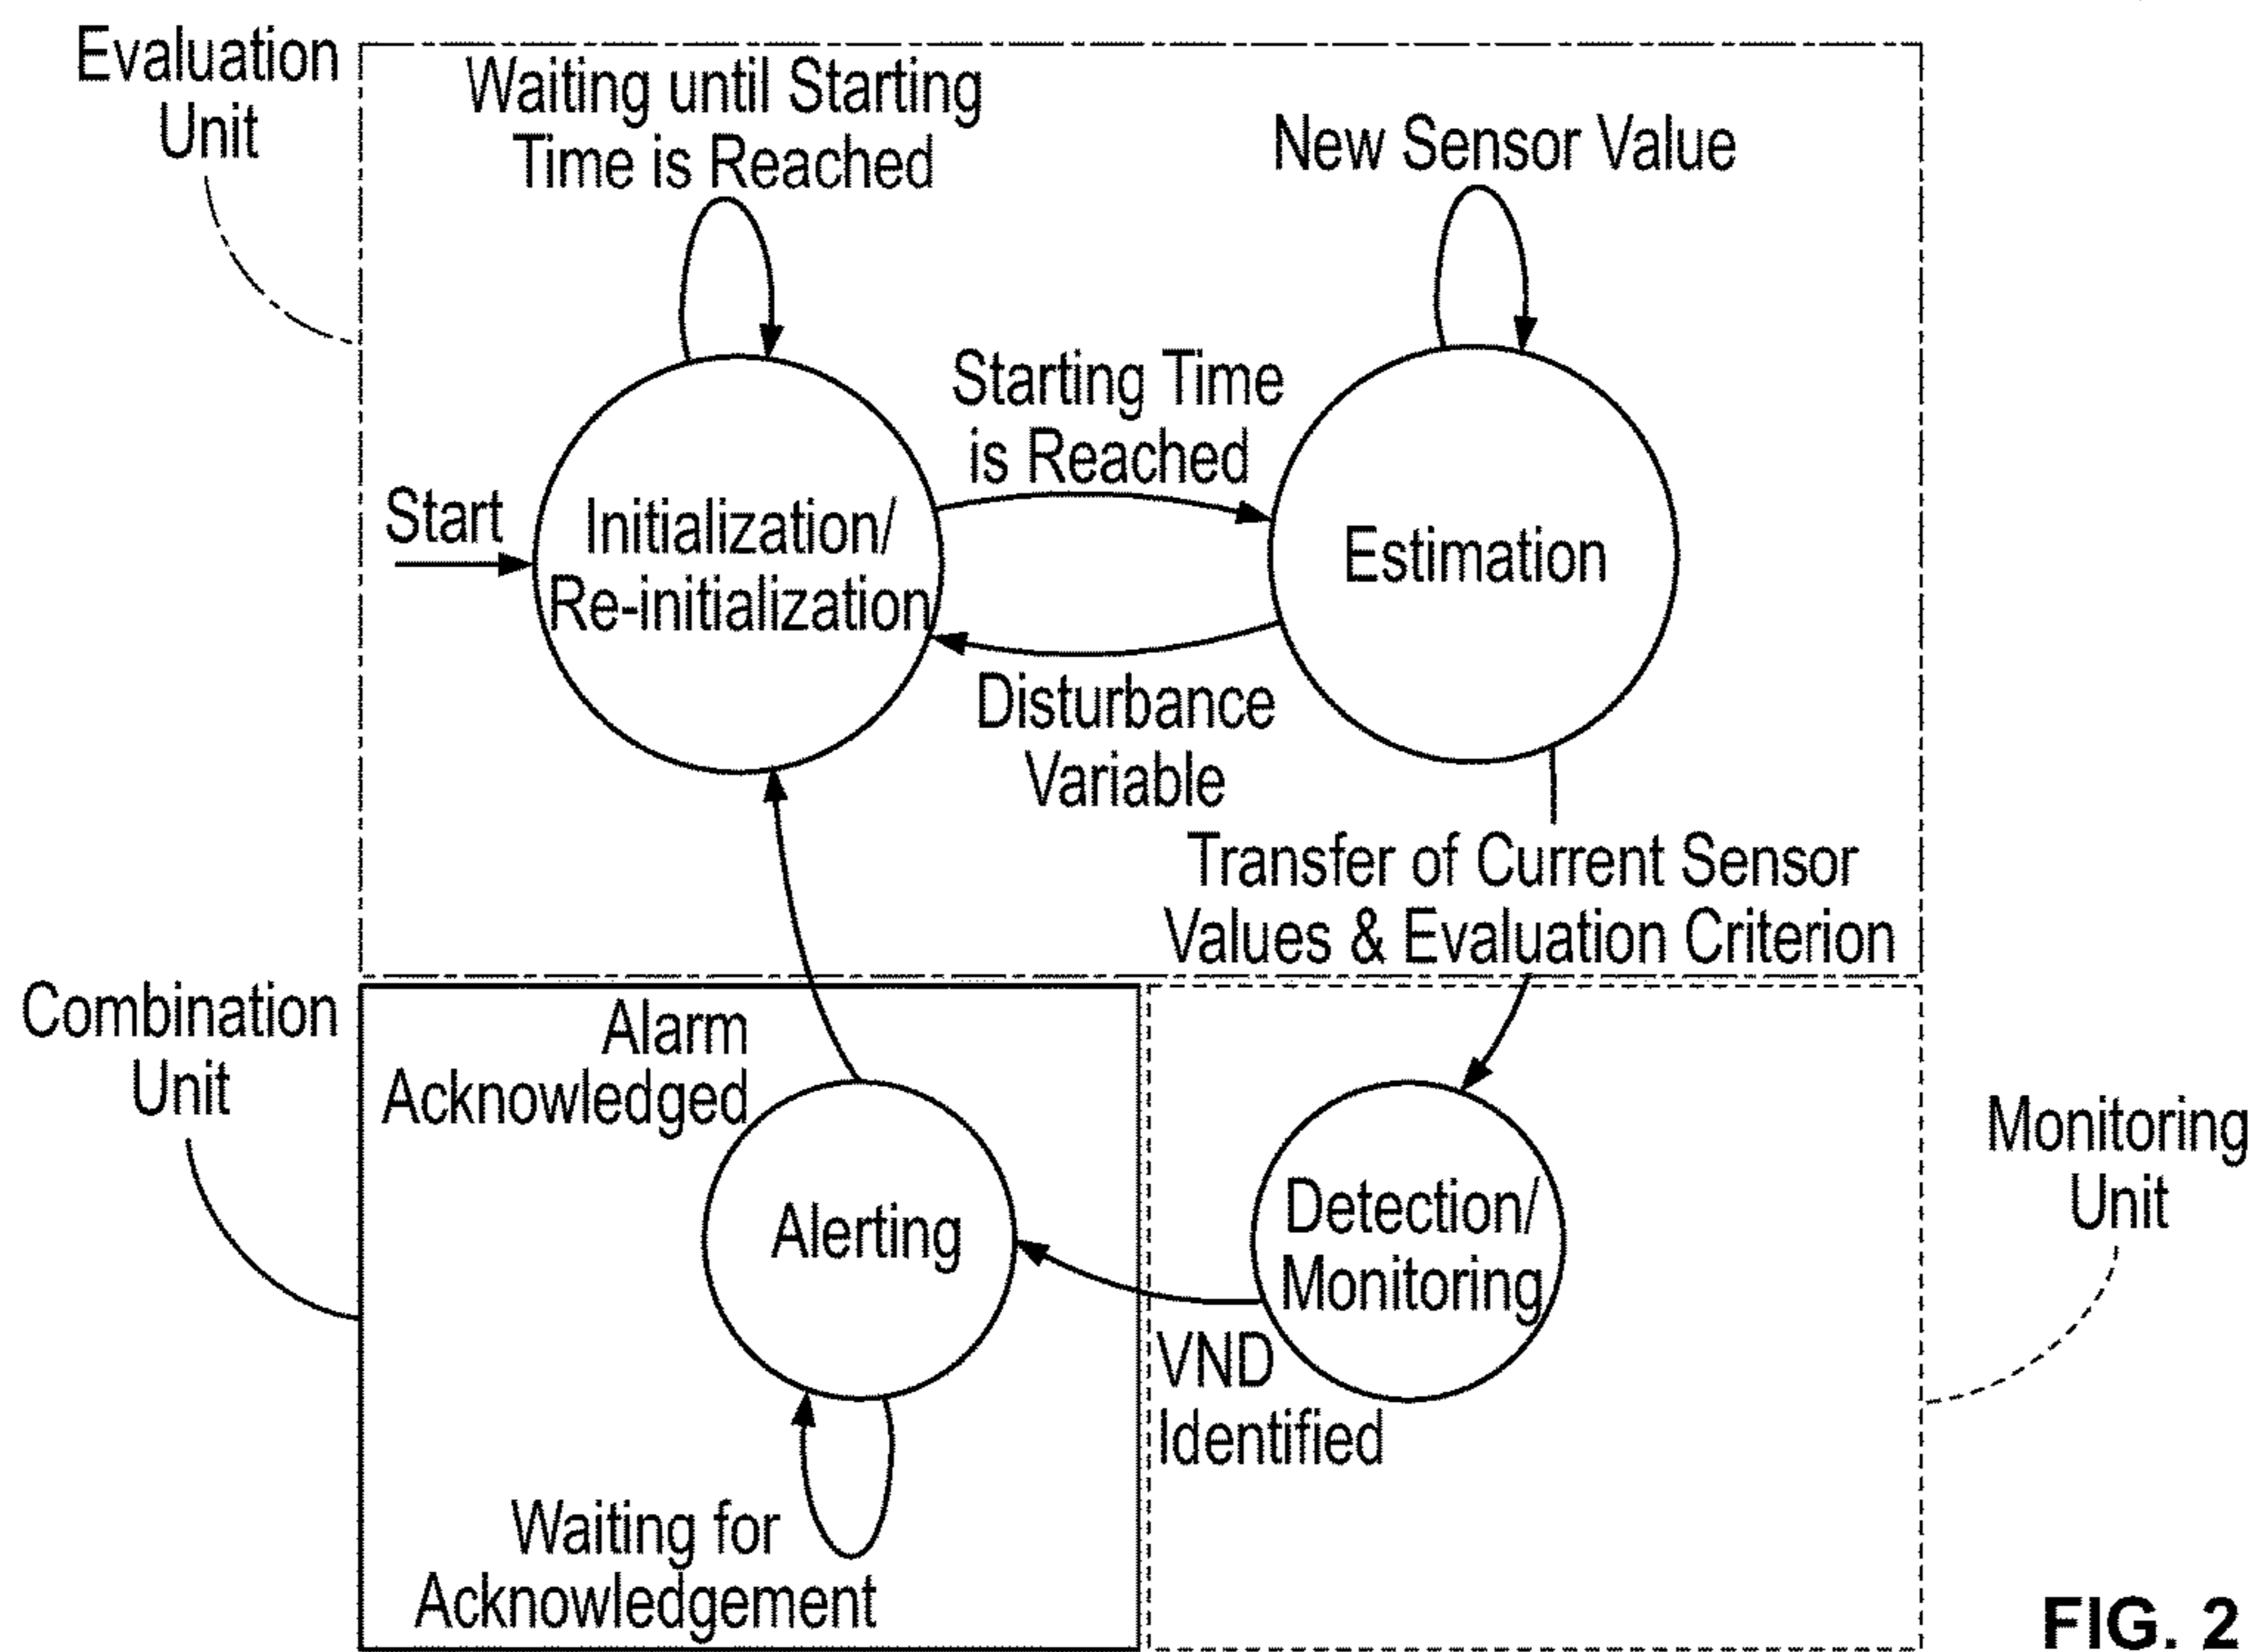 Evaluation
Unit
Waiting until Starting
Time is Reached
New Sensor Value
Starting Time
is Reached
Start
Initialization/
Re-initialization
Estimation
Disturbance
Variable
Transfer of Current Sensor
Values & Evaluation Criterion
Combination
Unit
Alarm
Acknowledged
Monitoring
Unit
Alerting
Detection/
Monitoring
VND
Identified
Waiting for
Acknowledgement
FIG. 2